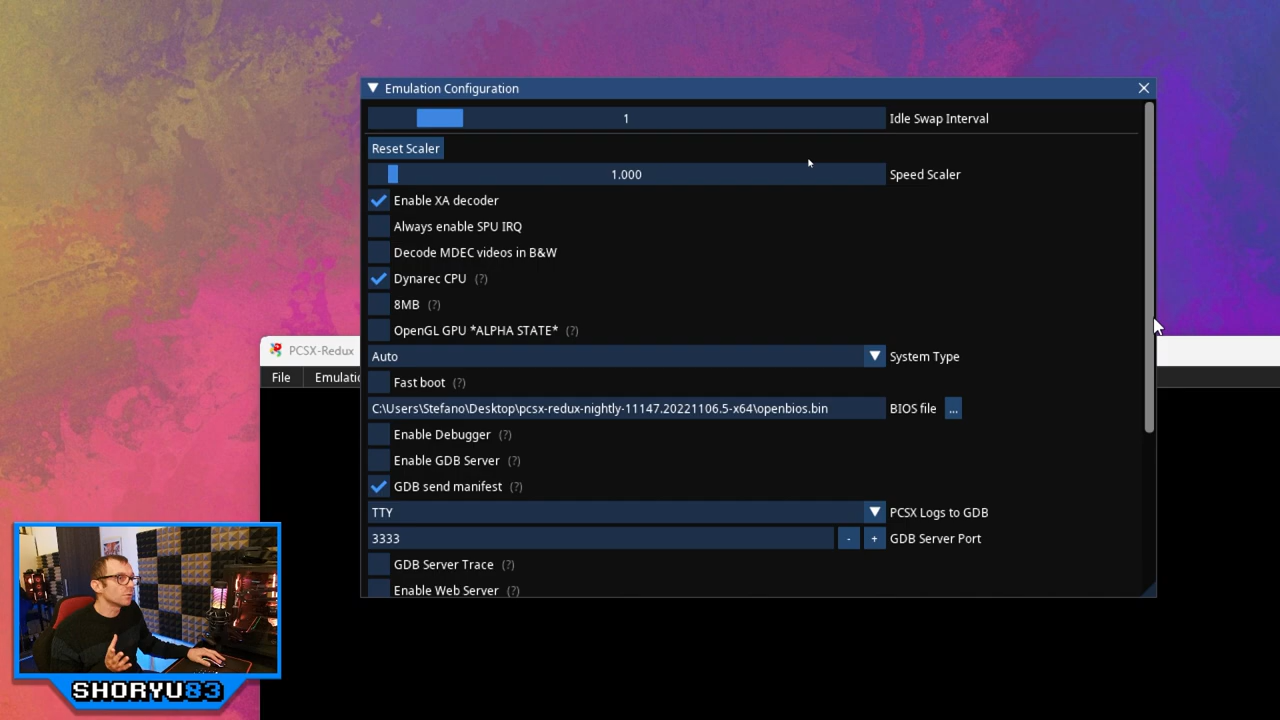 Emulation Configuration
1 Idle Swap Interval
Reset Scaler
1.000 Speed Scaler
Enable XA decoder
Always enable SPU IRQ
Decode MDEC videos in B&W
Dynarec CPU (?)
8MB (?)
OpenGL GPU *ALPHA STATE* (?)
PCSX-Redux
Auto System Type
File Emulatio
Fast boot (?)
C:\Users\Stefano\Desktop\pcsx-redux-nightly-11147.20221106.5-x64\openbios.bin BIOS file ...
Enable Debugger (?)
Enable GDB Server (?)
GDB send manifest (?)
TTY PCSX Logs to GDB
3333 - + GDB Server Port
GDB Server Trace (?)
Enable Web Server (?)
SHORYU83